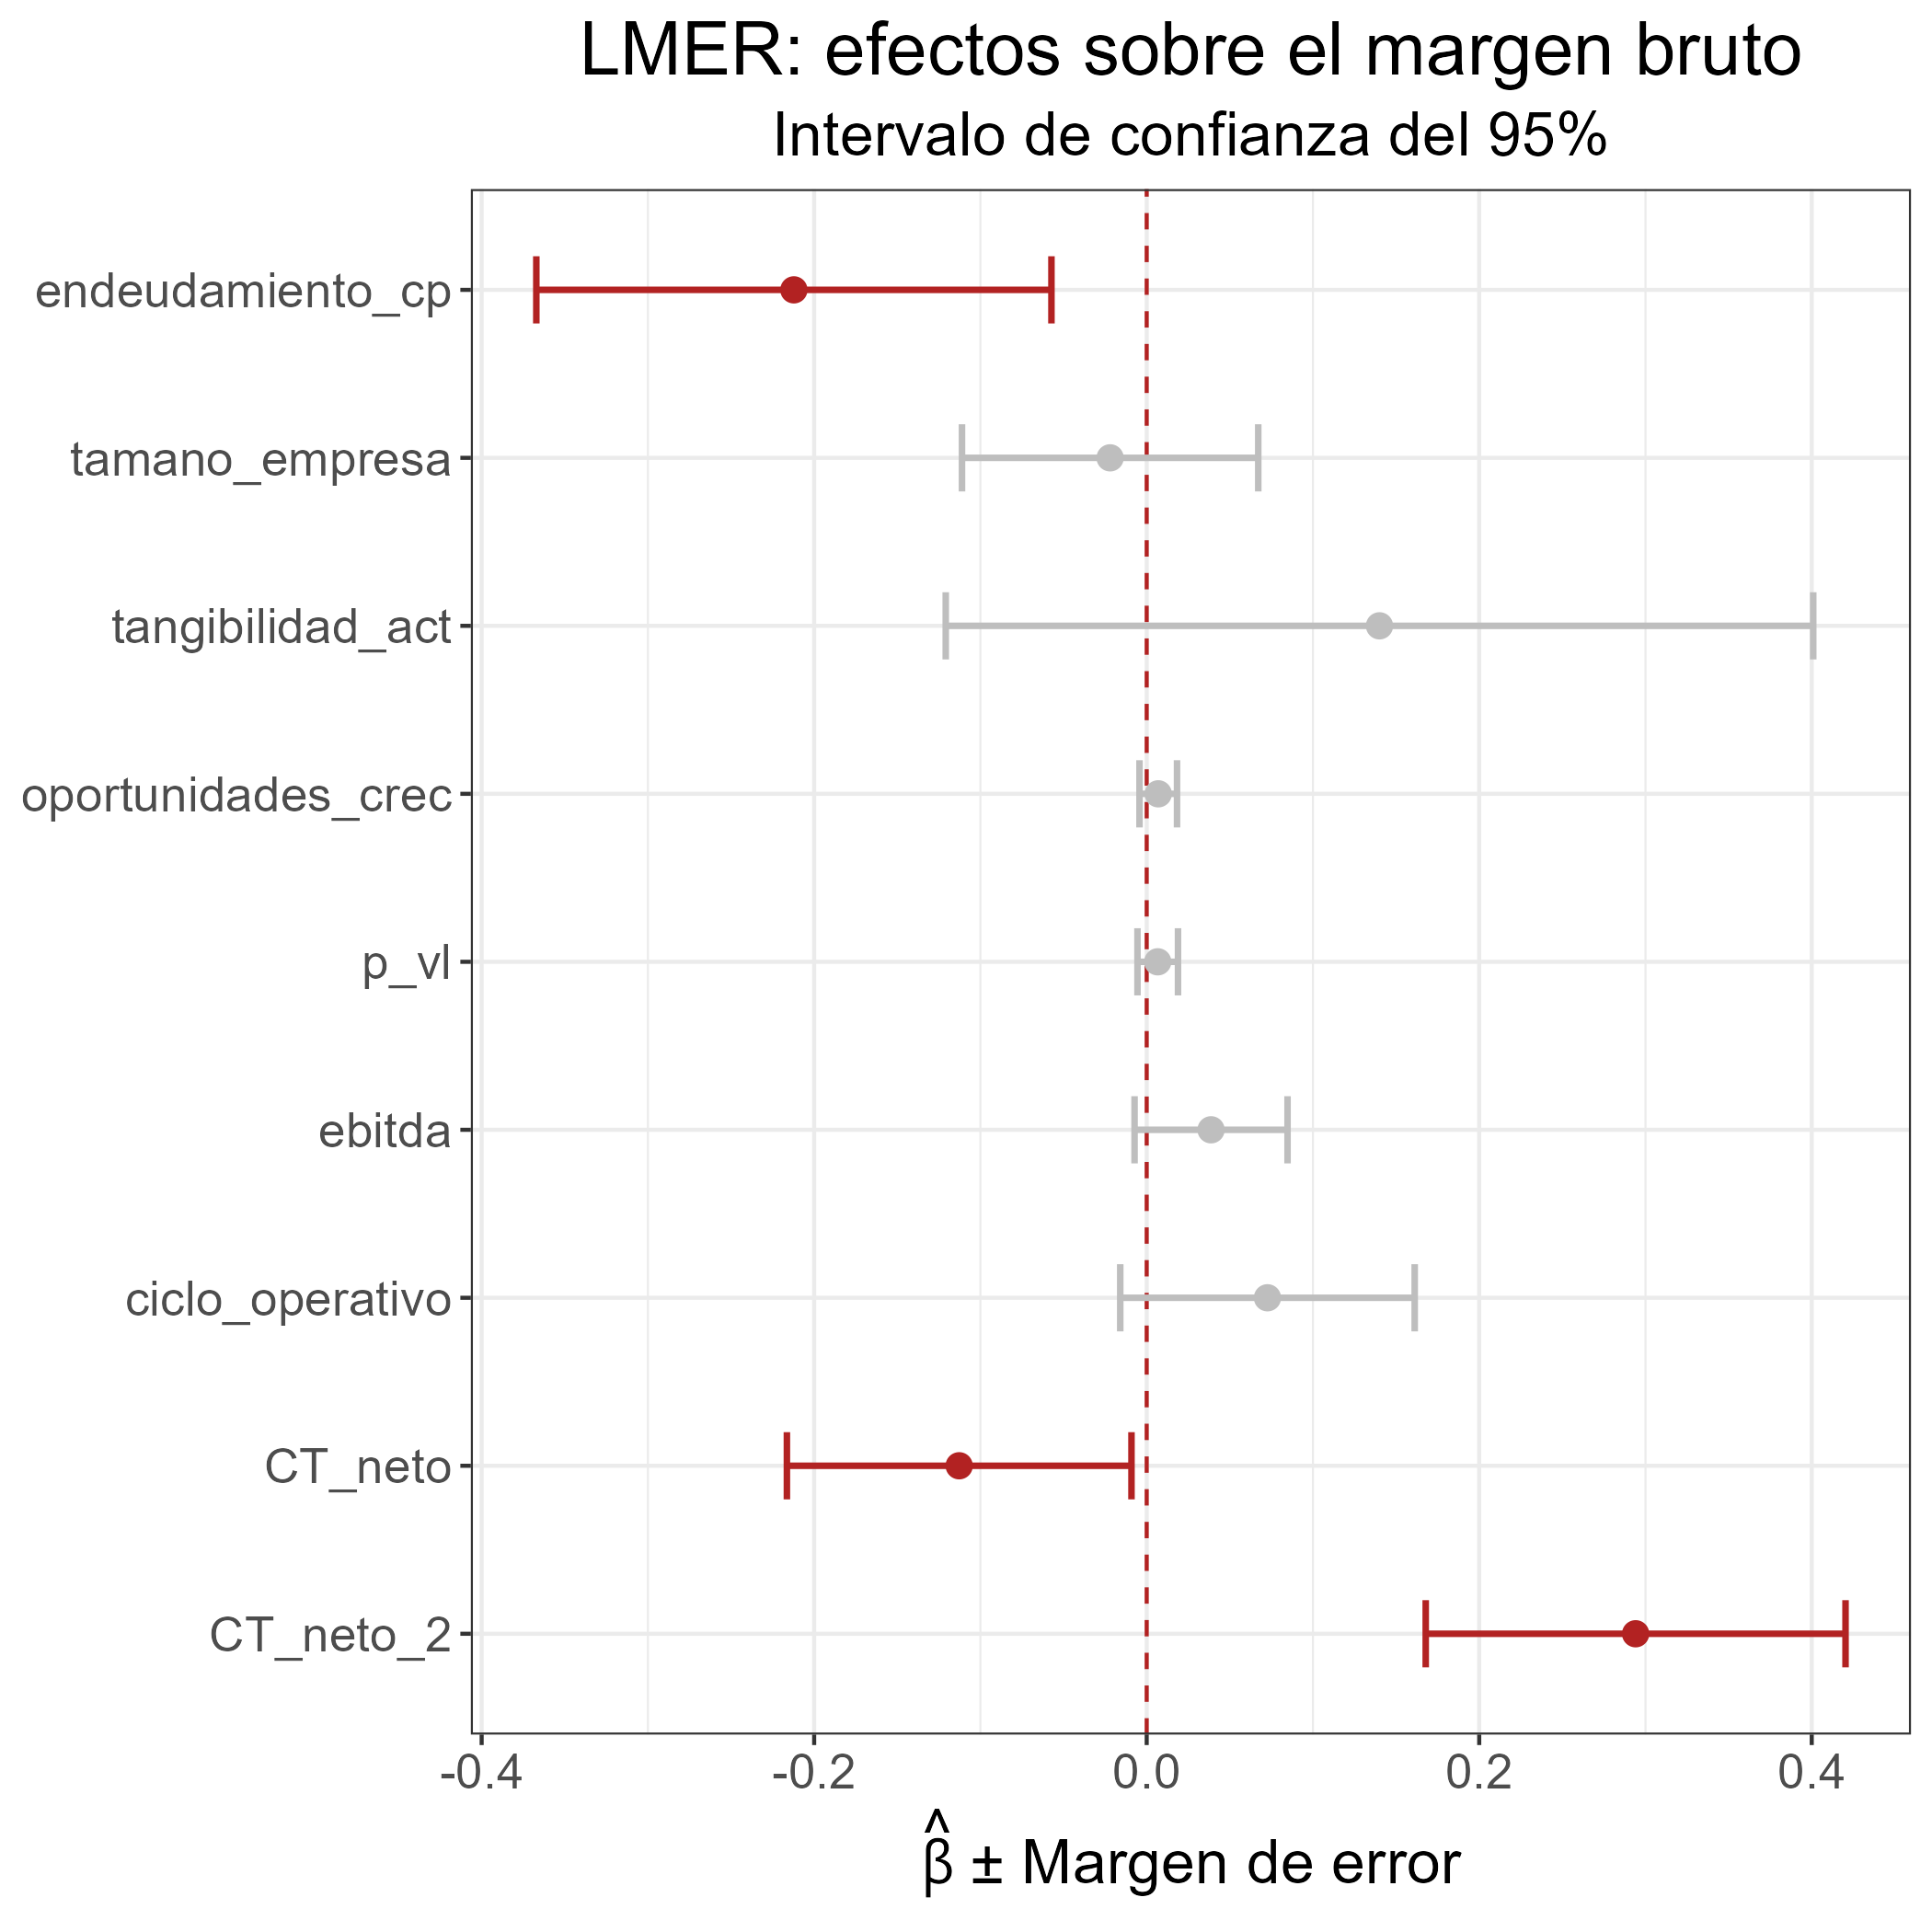 LMER: efectos sobre el margen bruto
Intervalo de confianza del 95%
endeudamiento_cp
tamano_empresa
tangibilidad_act
oportunidades_crec
p_vl
ebitda
ciclo_operativo
CT_neto
CT_neto_2
-0.4 -0.2 0.0 0.2 0.4
β̂ ± Margen de error